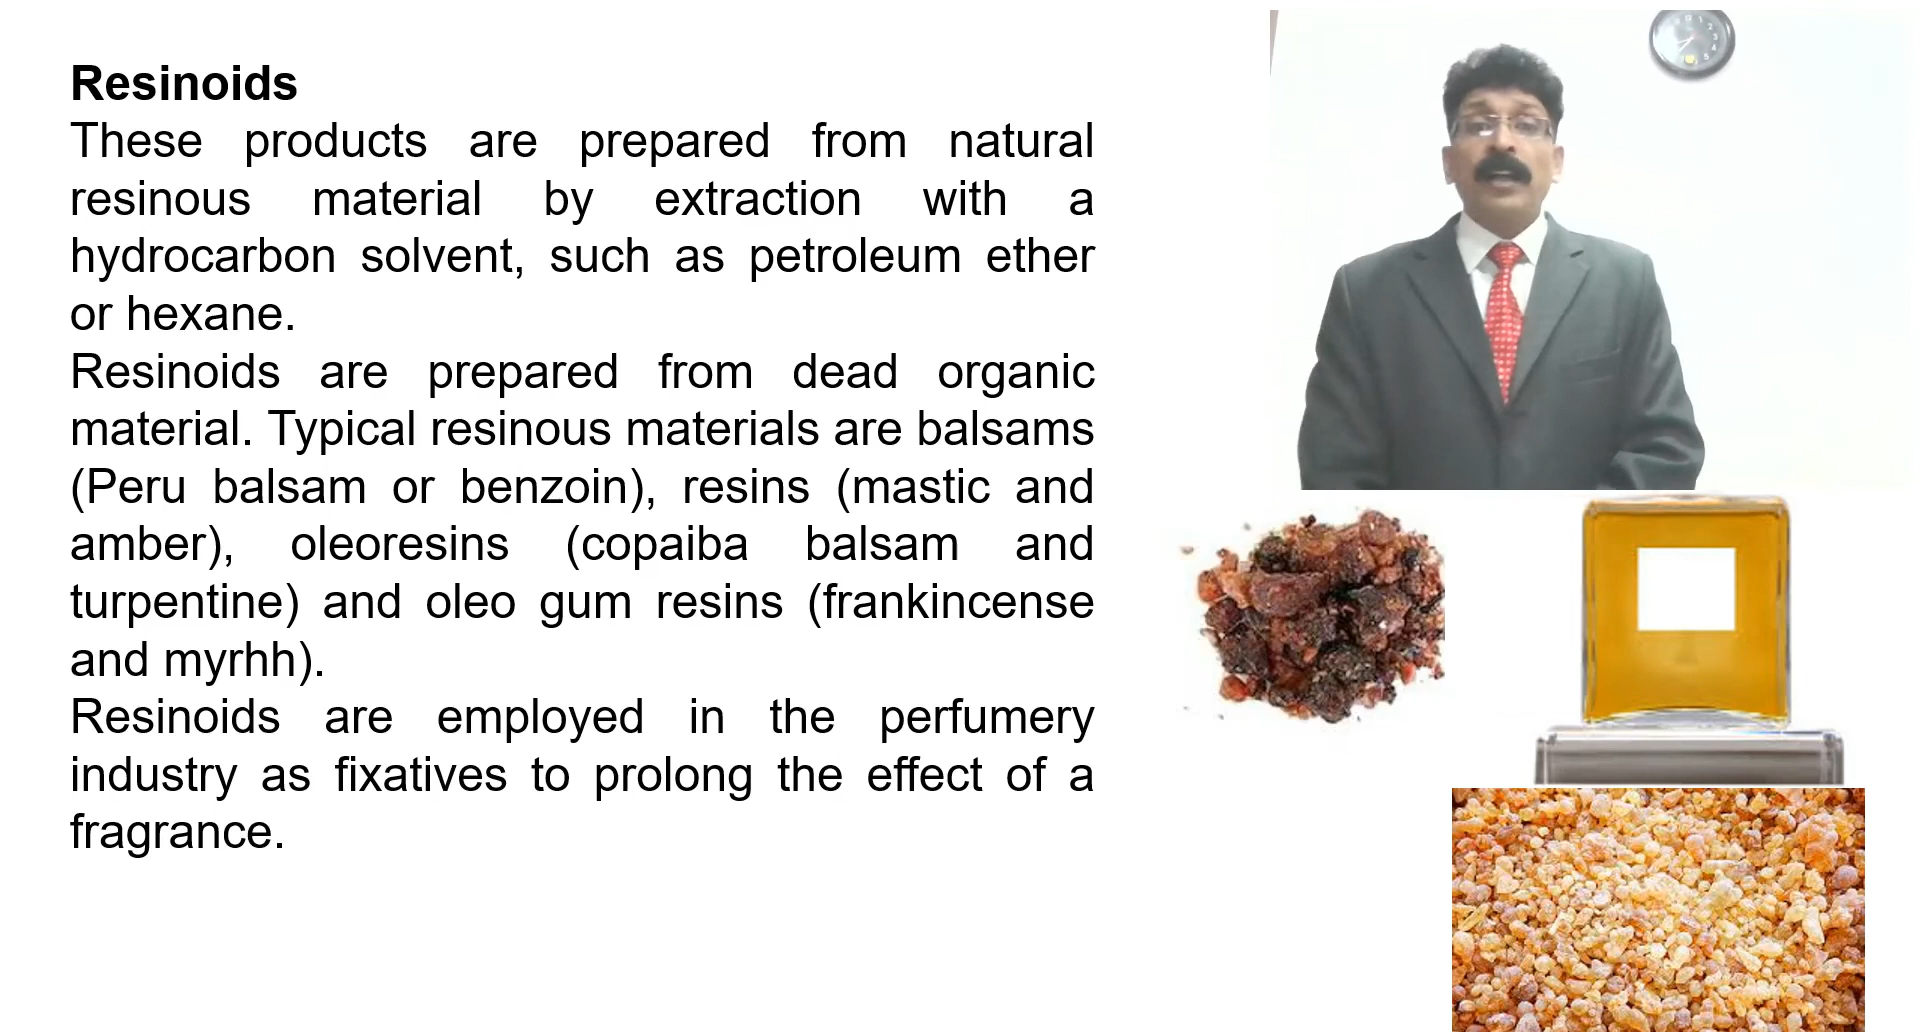 Resinoids
These products are prepared from natural
resinous material by extraction with a
hydrocarbon solvent, such as petroleum ether
or hexane.
Resinoids are prepared from dead organic
material. Typical resinous materials are balsams
(Peru balsam or benzoin), resins (mastic and
amber), oleoresins (copaiba balsam and
turpentine) and oleo gum resins (frankincense
and myrhh).
Resinoids are employed in the perfumery
industry as fixatives to prolong the effect of a
fragrance.